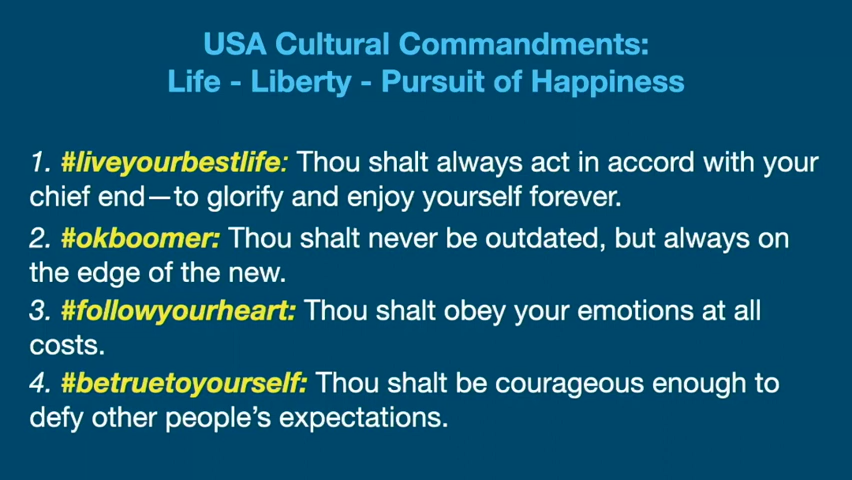 USA Cultural Commandments:
Life - Liberty - Pursuit of Happiness
1. #liveyourbestlife: Thou shalt always act in accord with your
chief end—to glorify and enjoy yourself forever.
2. #okboomer: Thou shalt never be outdated, but always on
the edge of the new.
3. #followyourheart: Thou shalt obey your emotions at all
costs.
4. #betruetoyourself: Thou shalt be courageous enough to
defy other people’s expectations.